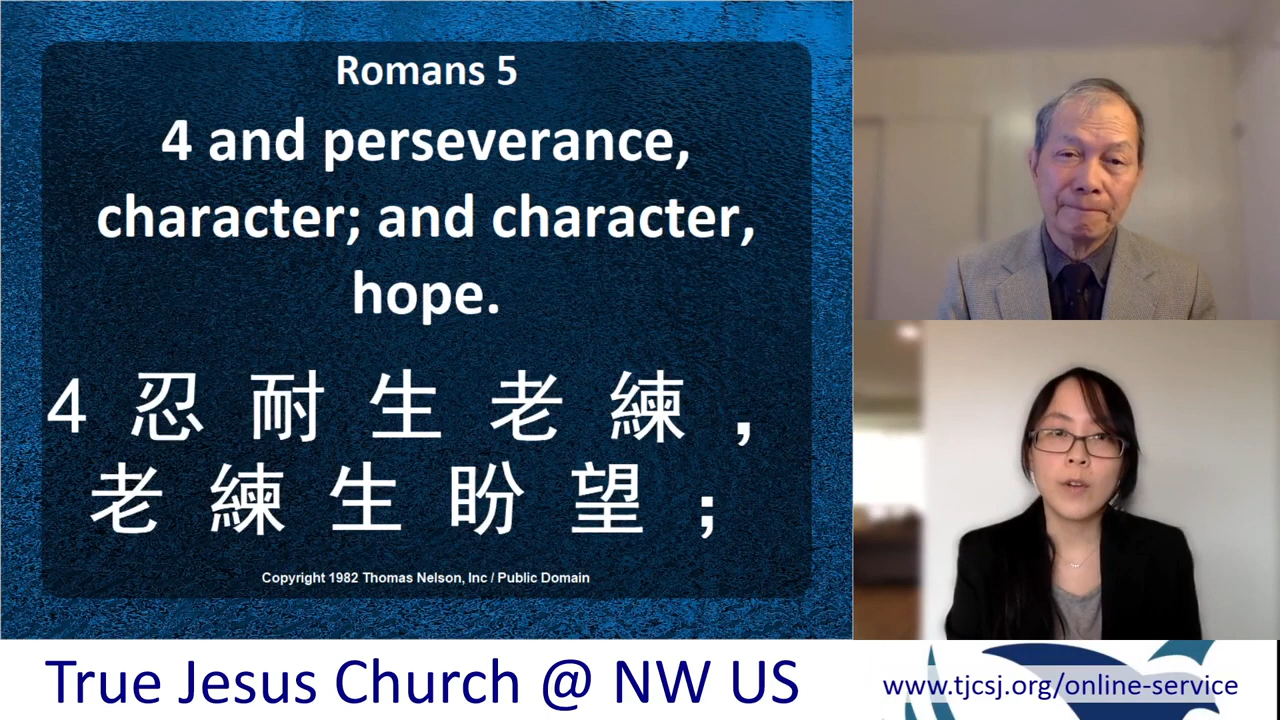 Romans 5
4 and perseverance,
character; and character,
hope.
4 忍 耐 生 老 練 ，
老 練 生 盼 望 ；
Copyright 1982 Thomas Nelson, Inc / Public Domain
True Jesus Church @ NW US
www.tjcsj.org/online-service